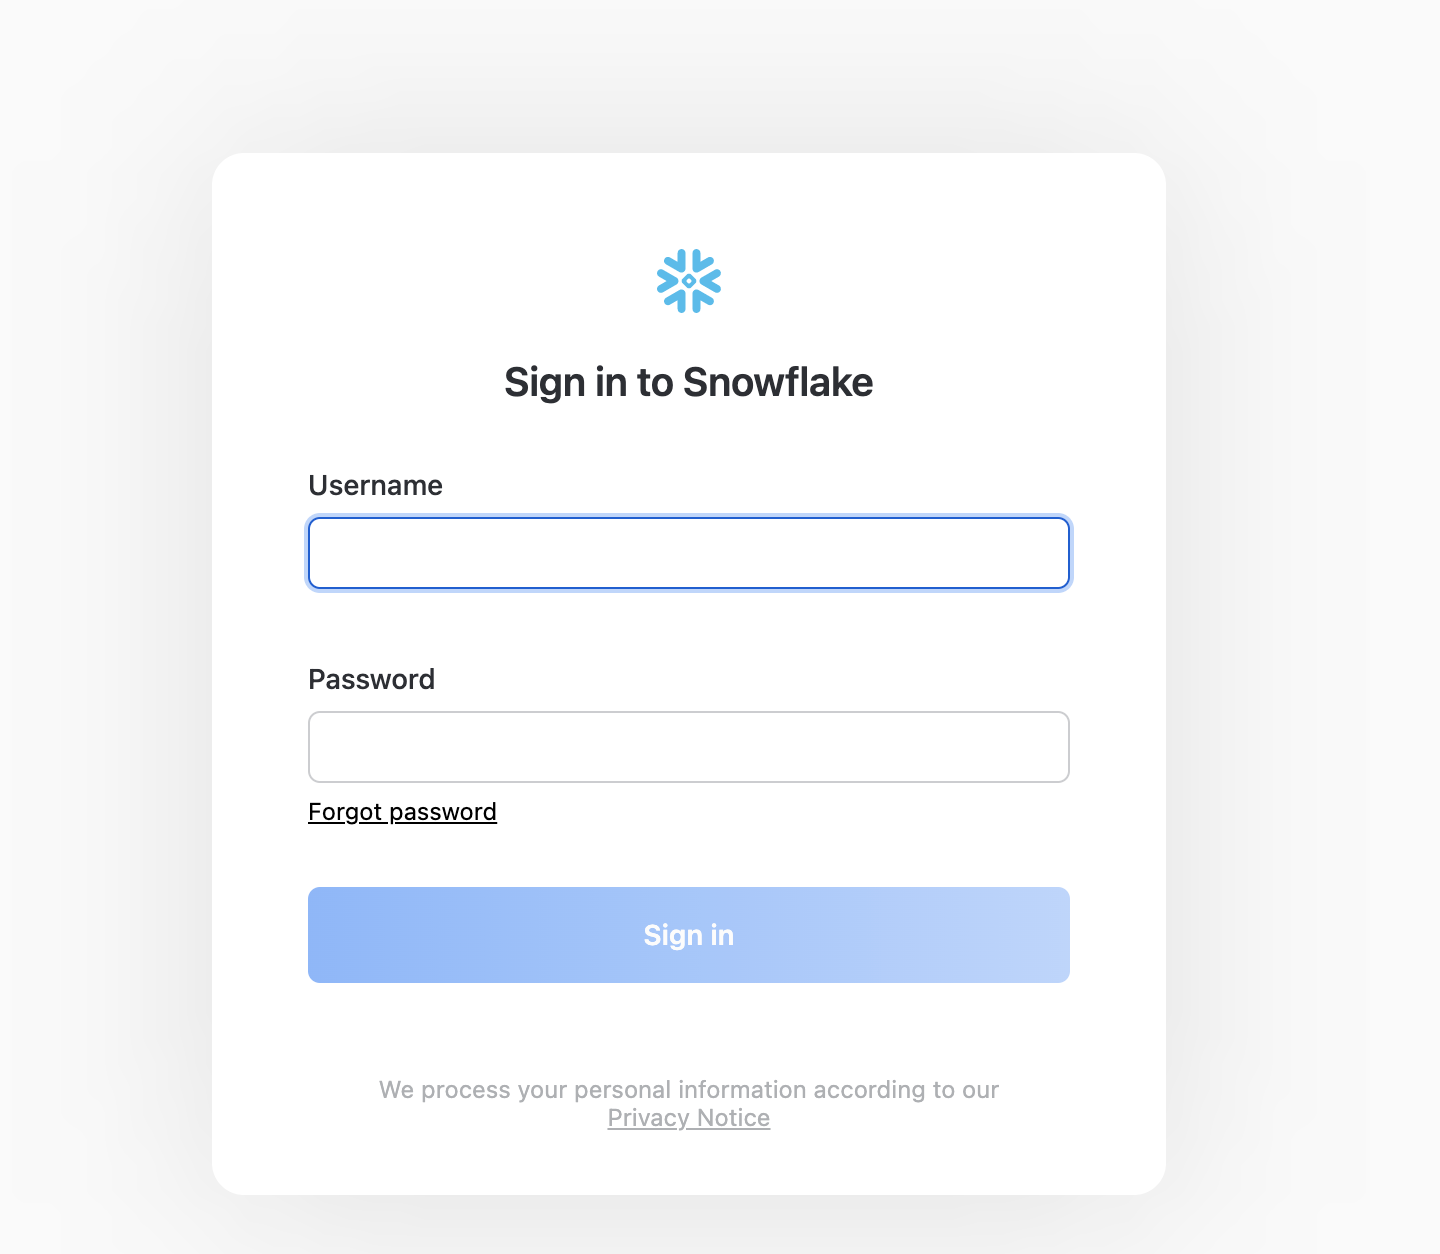 Sign in to Snowflake
Username
Password
Forgot password
Sign in
We process your personal information according to our
Privacy Notice